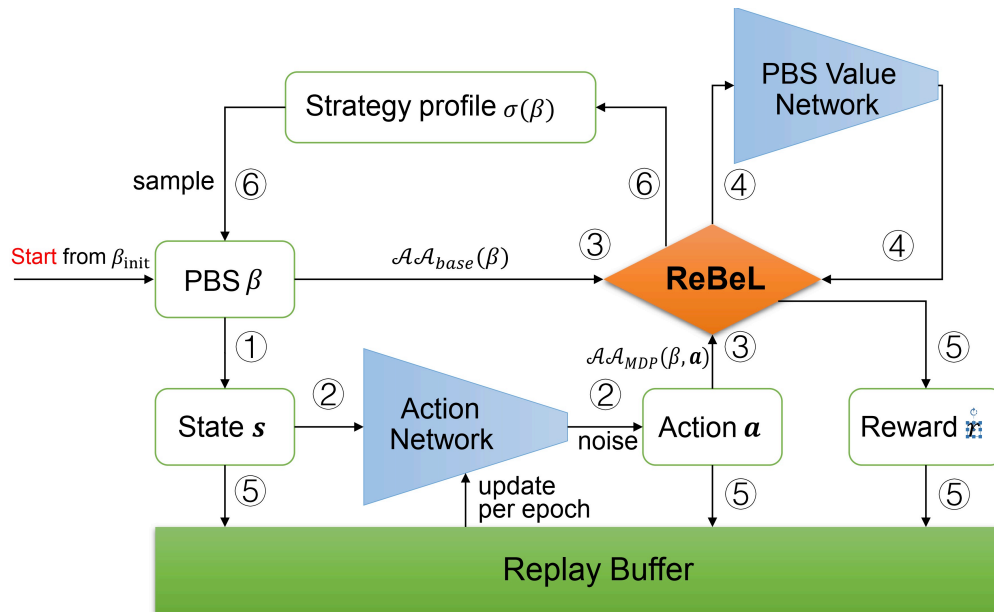 PBS Value
Network
Strategy profile σ(β)
sample
⑥
⑥
④
Start from β_init
PBS β
𝒜𝒜_base(β)
③
ReBeL
④
①
𝒜𝒜_MDP(β, a)
③
⑤
State s
②
Action
Network
②
noise
Action a
Reward r
⑤
update
per epoch
⑤
⑤
Replay Buffer